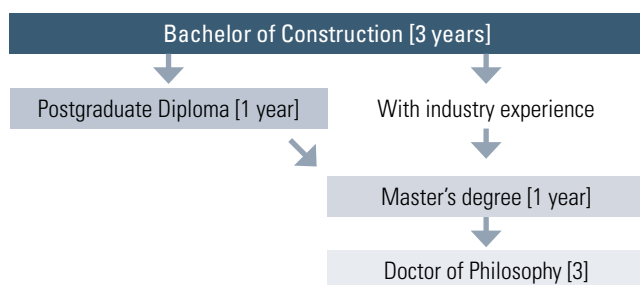 Bachelor of Construction [3 years]
Postgraduate Diploma [1 year]
With industry experience
Master's degree [1 year]
Doctor of Philosophy [3]